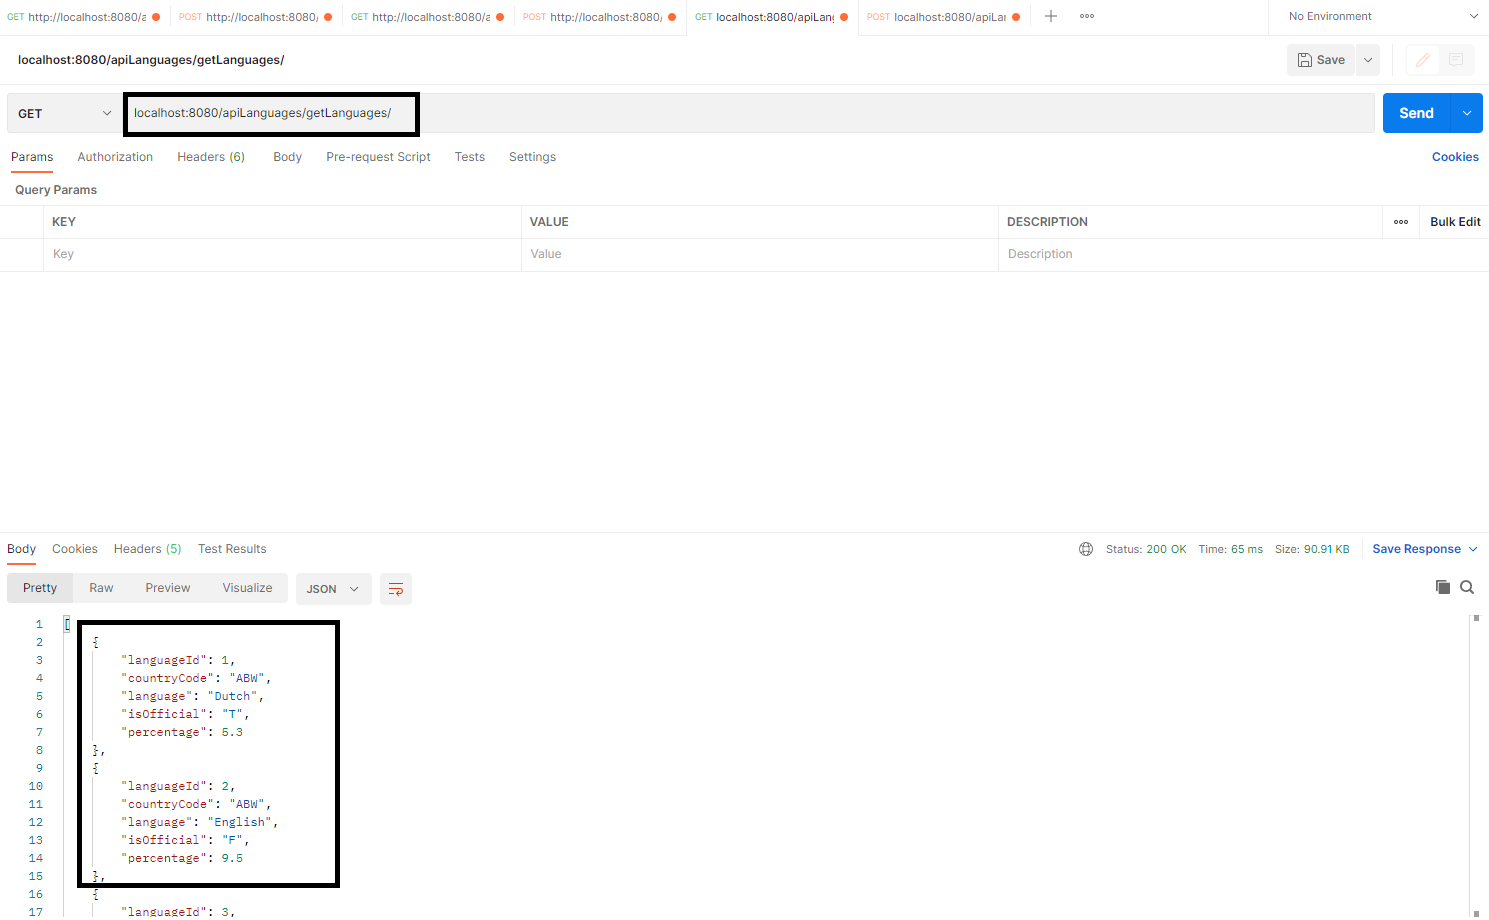 GET http://localhost:8080/a POST http://localhost:8080/ GET http://localhost:8080/a POST http://localhost:8080/ GET localhost:8080/apiLang POST localhost:8080/apiLar No Environment
localhost:8080/apiLanguages/getLanguages/ Save
GET localhost:8080/apiLanguages/getLanguages/ Send
Params Authorization Headers (6) Body Pre-request Script Tests Settings Cookies
Query Params
KEY VALUE DESCRIPTION Bulk Edit
Key Value Description
Body Cookies Headers (5) Test Results Status: 200 OK Time: 65 ms Size: 90.91 KB Save Response
Pretty Raw Preview Visualize JSON
1 [
2 {
3 "languageId": 1,
4 "countryCode": "ABW",
5 "language": "Dutch",
6 "isOfficial": "T",
7 "percentage": 5.3
8 },
9 {
10 "languageId": 2,
11 "countryCode": "ABW",
12 "language": "English",
13 "isOfficial": "F",
14 "percentage": 9.5
15 },
16 {
17 "languageId": 3,